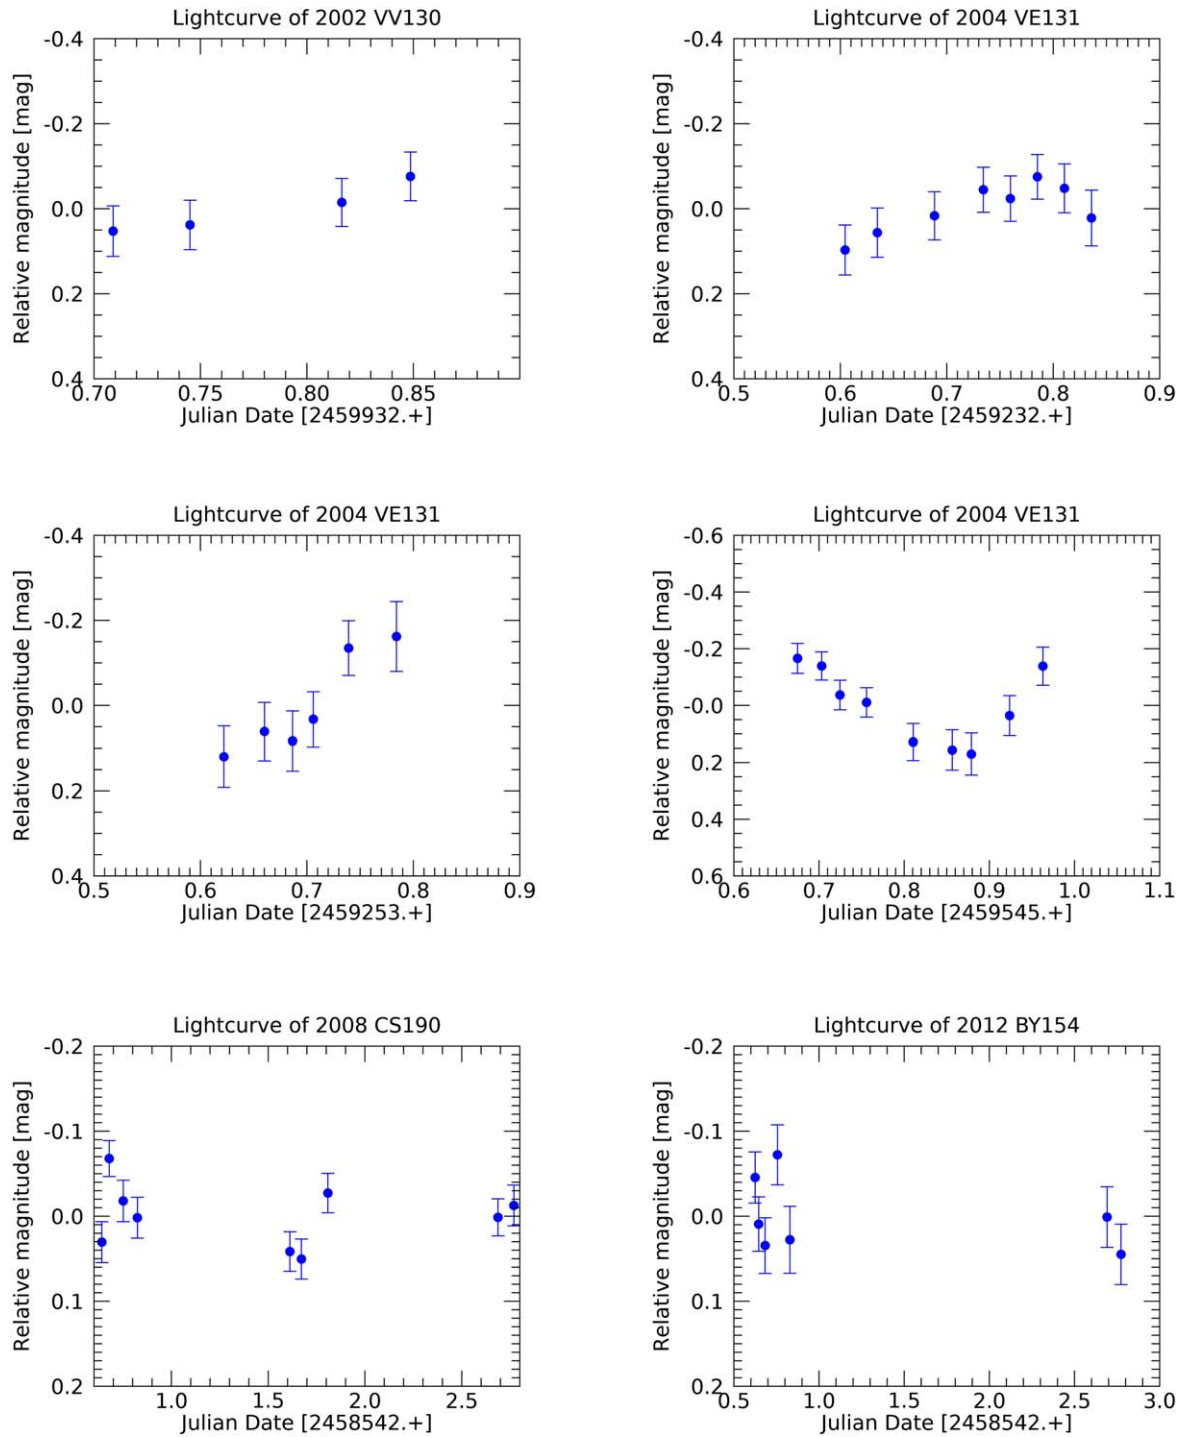 Lightcurve of 2002 VV130
-0.4
-0.2
0.0
0.2
0.4
Relative magnitude [mag]
0.70 0.75 0.80 0.85
Julian Date [2459932.+]
Lightcurve of 2004 VE131
-0.4
-0.2
0.0
0.2
0.4
Relative magnitude [mag]
0.5 0.6 0.7 0.8 0.9
Julian Date [2459232.+]
Lightcurve of 2004 VE131
-0.4
-0.2
0.0
0.2
0.4
Relative magnitude [mag]
0.5 0.6 0.7 0.8 0.9
Julian Date [2459253.+]
Lightcurve of 2004 VE131
-0.6
-0.4
-0.2
-0.0
0.2
0.4
0.6
Relative magnitude [mag]
0.6 0.7 0.8 0.9 1.0 1.1
Julian Date [2459545.+]
Lightcurve of 2008 CS190
-0.2
-0.1
0.0
0.1
0.2
Relative magnitude [mag]
1.0 1.5 2.0 2.5
Julian Date [2458542.+]
Lightcurve of 2012 BY154
-0.2
-0.1
0.0
0.1
0.2
Relative magnitude [mag]
0.5 1.0 1.5 2.0 2.5 3.0
Julian Date [2458542.+]